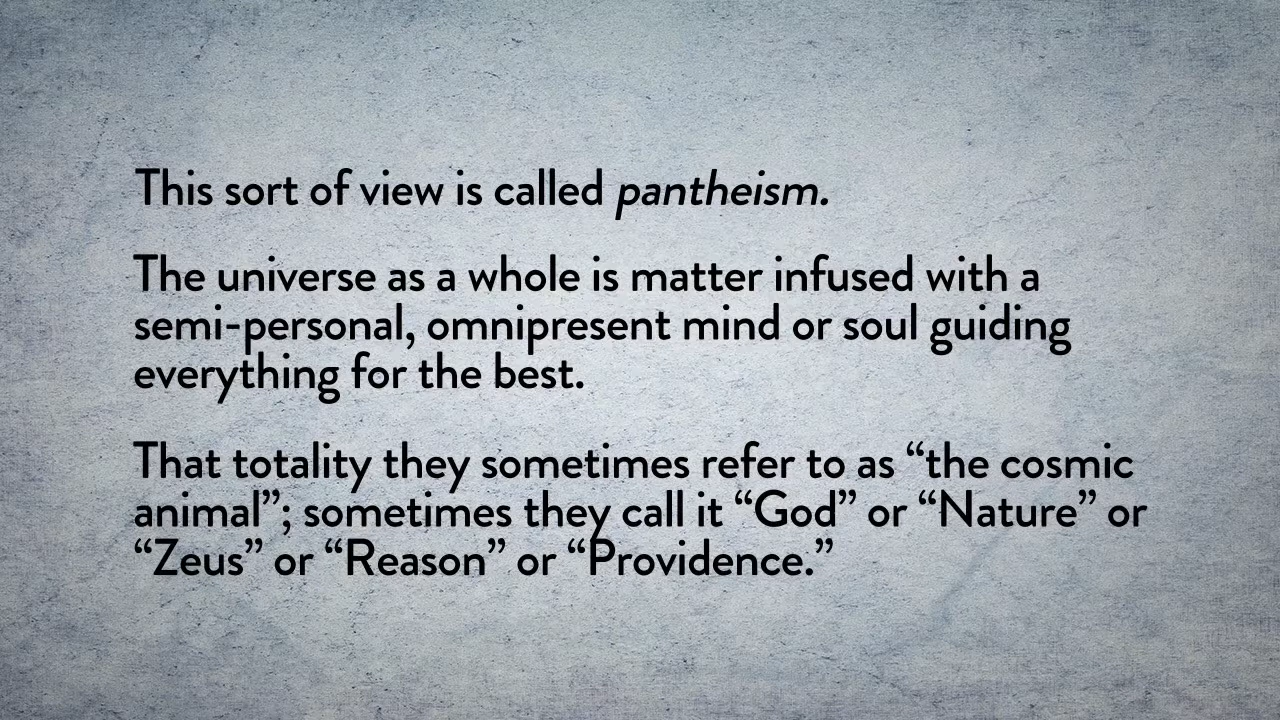 This sort of view is called pantheism.
The universe as a whole is matter infused with a
semi-personal, omnipresent mind or soul guiding
everything for the best.
That totality they sometimes refer to as “the cosmic
animal”; sometimes they call it “God” or “Nature” or
“Zeus” or “Reason” or “Providence.”